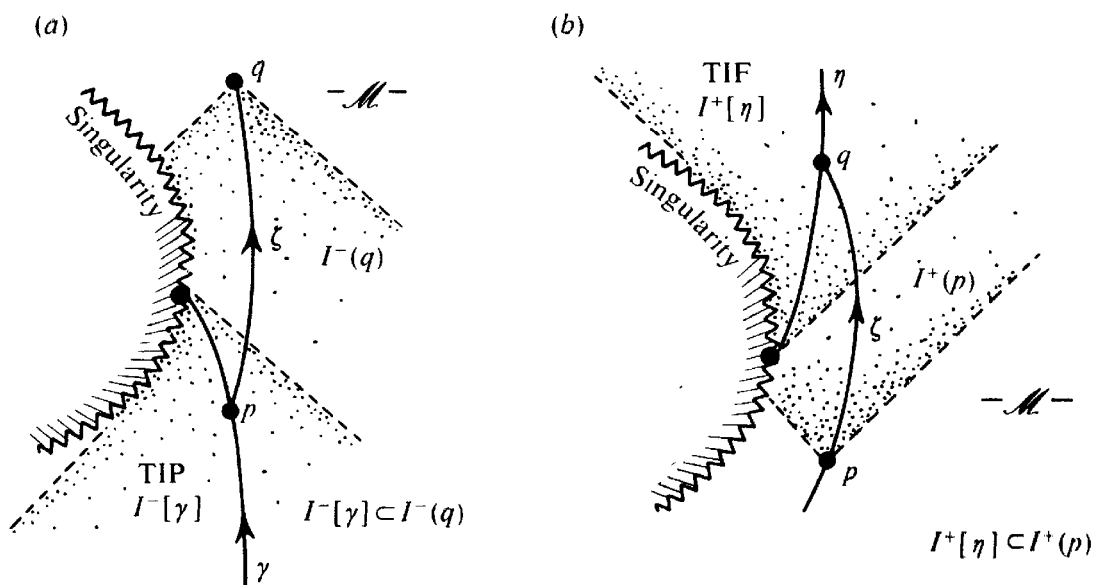 (a)
q
– ℳ –
Singularity
ζ
I⁻(q)
p
TIP
I⁻[γ]
I⁻[γ] ⊂ I⁻(q)
γ
(b)
TIF
I⁺[η]
η
q
Singularity
I⁺(p)
ζ
– ℳ –
p
I⁺[η] ⊂ I⁺(p)